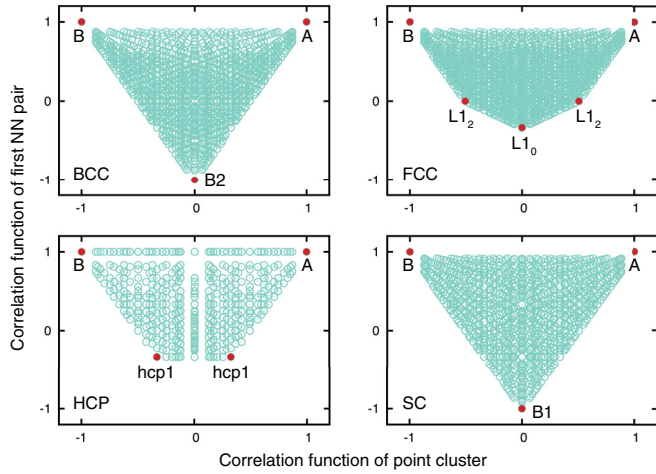 Correlation function of first NN pair
1
0
-1
B
A
B2
BCC
-1
0
1
1
0
-1
B
A
L1₂
L1₂
L1₀
FCC
-1
0
1
1
0
-1
B
A
hcp1
hcp1
HCP
-1
0
1
1
0
-1
B
A
B1
SC
-1
0
1
Correlation function of point cluster